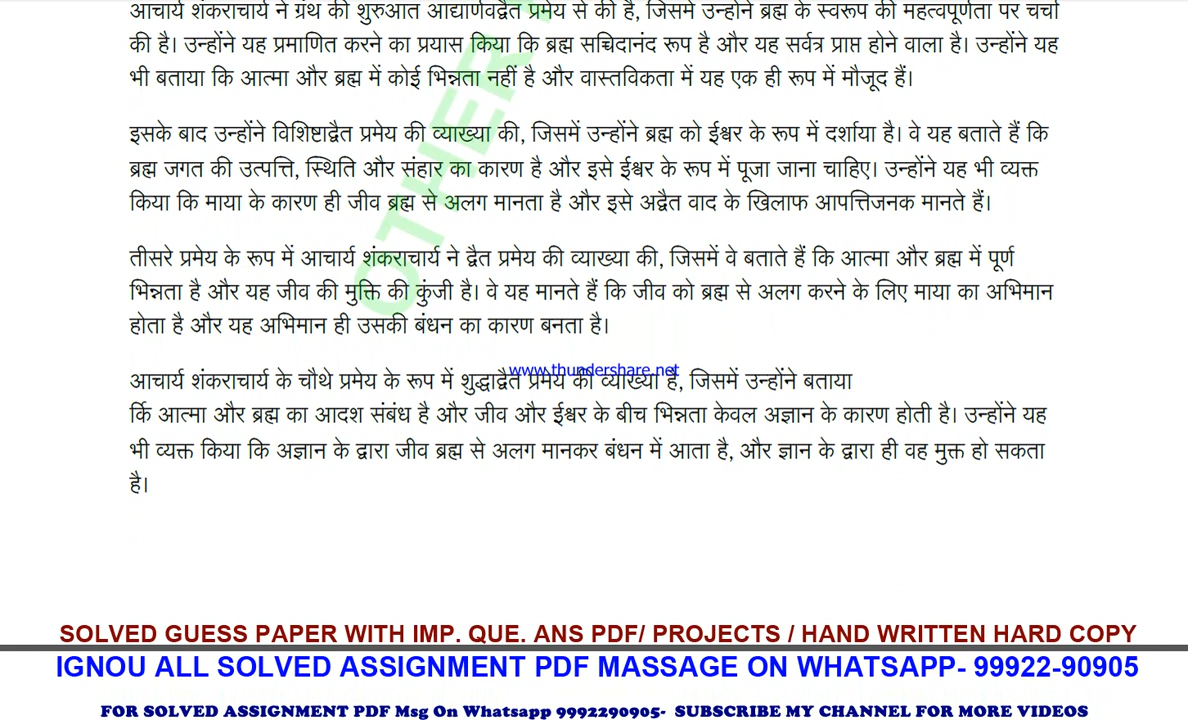 आचार्य शंकराचार्य ने ग्रंथ की शुरुआत आद्यार्णवद्वैत प्रमेय से की है, जिसमें उन्होंने ब्रह्म के स्वरूप की महत्वपूर्णता पर चर्चा
की है। उन्होंने यह प्रमाणित करने का प्रयास किया कि ब्रह्म सच्चिदानंद रूप है और यह सर्वत्र प्राप्त होने वाला है। उन्होंने यह
भी बताया कि आत्मा और ब्रह्म में कोई भिन्नता नहीं है और वास्तविकता में यह एक ही रूप में मौजूद हैं।
इसके बाद उन्होंने विशिष्टाद्वैत प्रमेय की व्याख्या की, जिसमें उन्होंने ब्रह्म को ईश्वर के रूप में दर्शाया है। वे यह बताते हैं कि
ब्रह्म जगत की उत्पत्ति, स्थिति और संहार का कारण है और इसे ईश्वर के रूप में पूजा जाना चाहिए। उन्होंने यह भी व्यक्त
किया कि माया के कारण ही जीव ब्रह्म से अलग मानता है और इसे अद्वैत वाद के खिलाफ आपत्तिजनक मानते हैं।
तीसरे प्रमेय के रूप में आचार्य शंकराचार्य ने द्वैत प्रमेय की व्याख्या की, जिसमें वे बताते हैं कि आत्मा और ब्रह्म में पूर्ण
भिन्नता है और यह जीव की मुक्ति की कुंजी है। वे यह मानते हैं कि जीव को ब्रह्म से अलग करने के लिए माया का अभिमान
होता है और यह अभिमान ही उसकी बंधन का कारण बनता है।
www.thundershare.net
आचार्य शंकराचार्य के चौथे प्रमेय के रूप में शुद्धाद्वैत प्रमेय की व्याख्या है, जिसमें उन्होंने बताया
र्कि आत्मा और ब्रह्म का आदश संबंध है और जीव और ईश्वर के बीच भिन्नता केवल अज्ञान के कारण होती है। उन्होंने यह
भी व्यक्त किया कि अज्ञान के द्वारा जीव ब्रह्म से अलग मानकर बंधन में आता है, और ज्ञान के द्वारा ही वह मुक्त हो सकता
है।
OTHER
SOLVED GUESS PAPER WITH IMP. QUE. ANS PDF/ PROJECTS / HAND WRITTEN HARD COPY
IGNOU ALL SOLVED ASSIGNMENT PDF MASSAGE ON WHATSAPP- 99922-90905
FOR SOLVED ASSIGNMENT PDF Msg On Whatsapp 9992290905- SUBSCRIBE MY CHANNEL FOR MORE VIDEOS